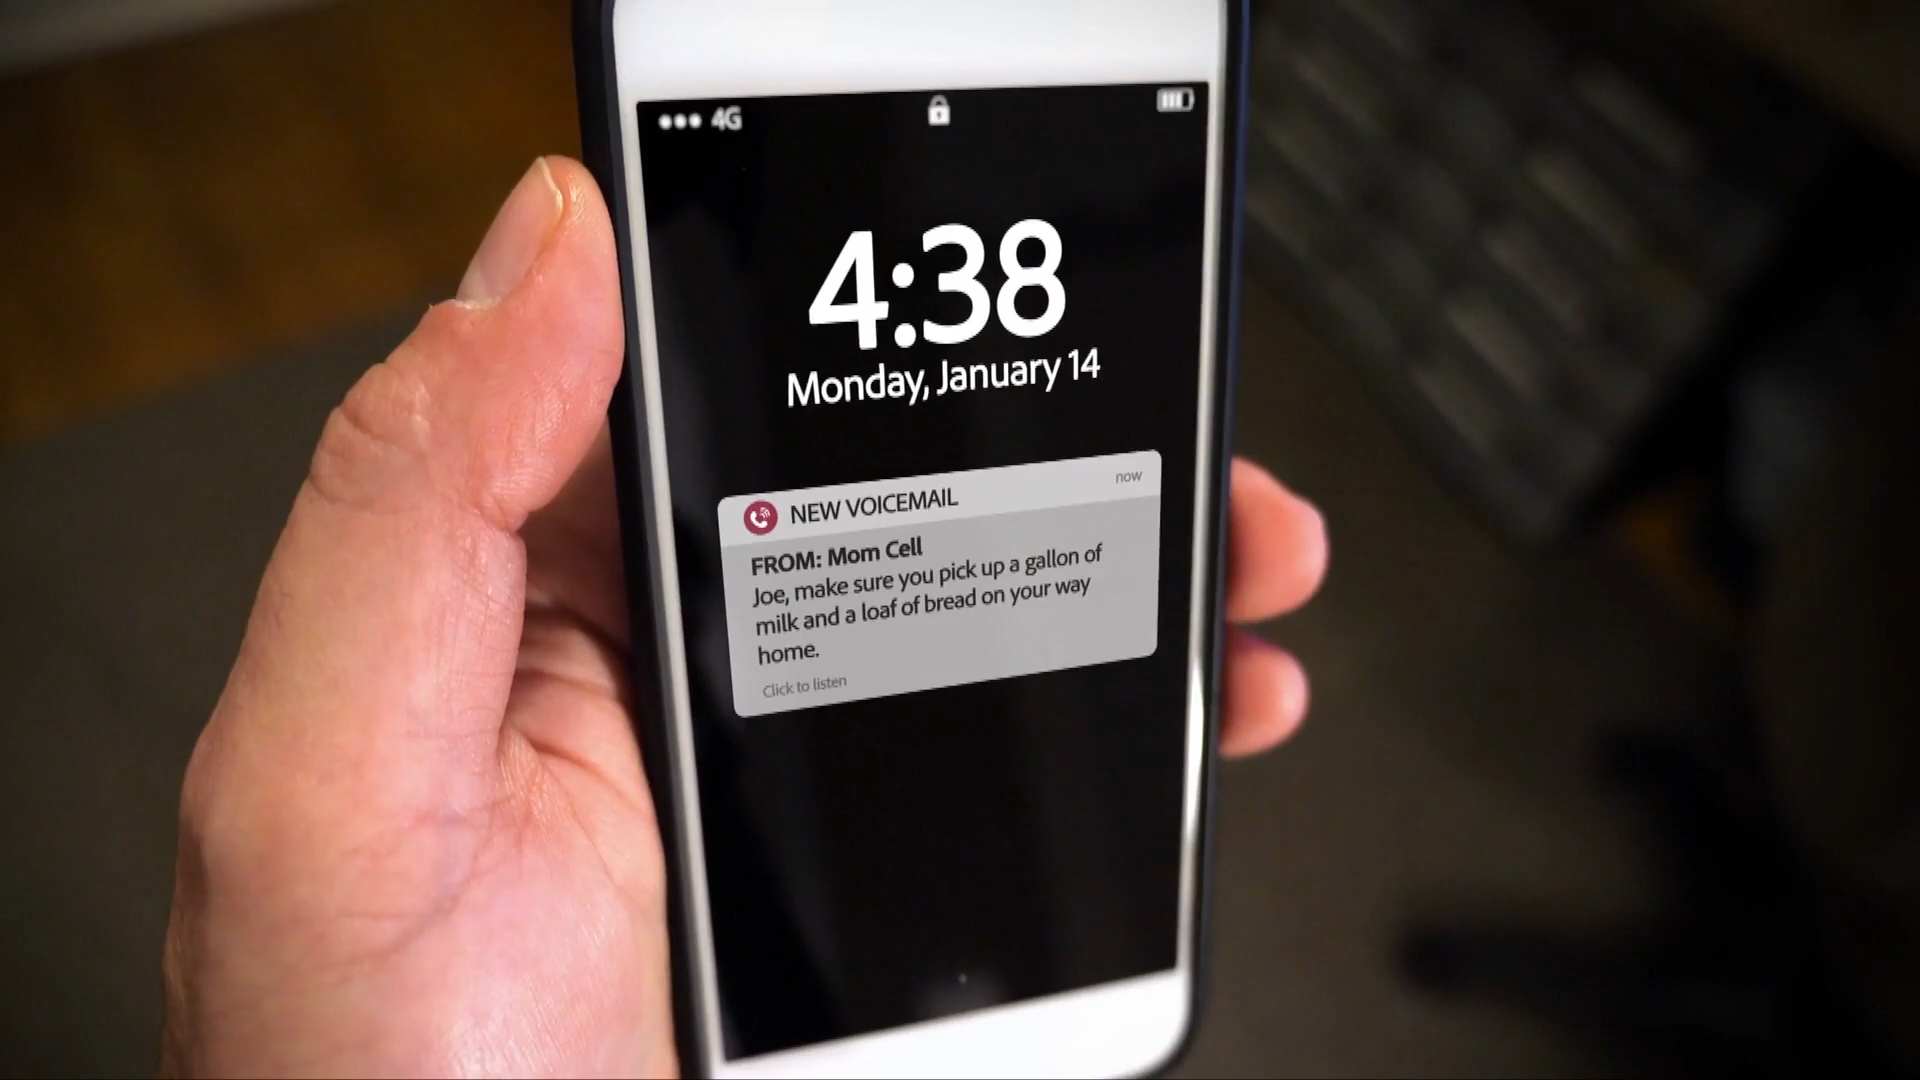 4G
4:38
Monday, January 14
NEW VOICEMAIL
now
FROM: Mom Cell
Joe, make sure you pick up a gallon of
milk and a loaf of bread on your way
home.
Click to listen